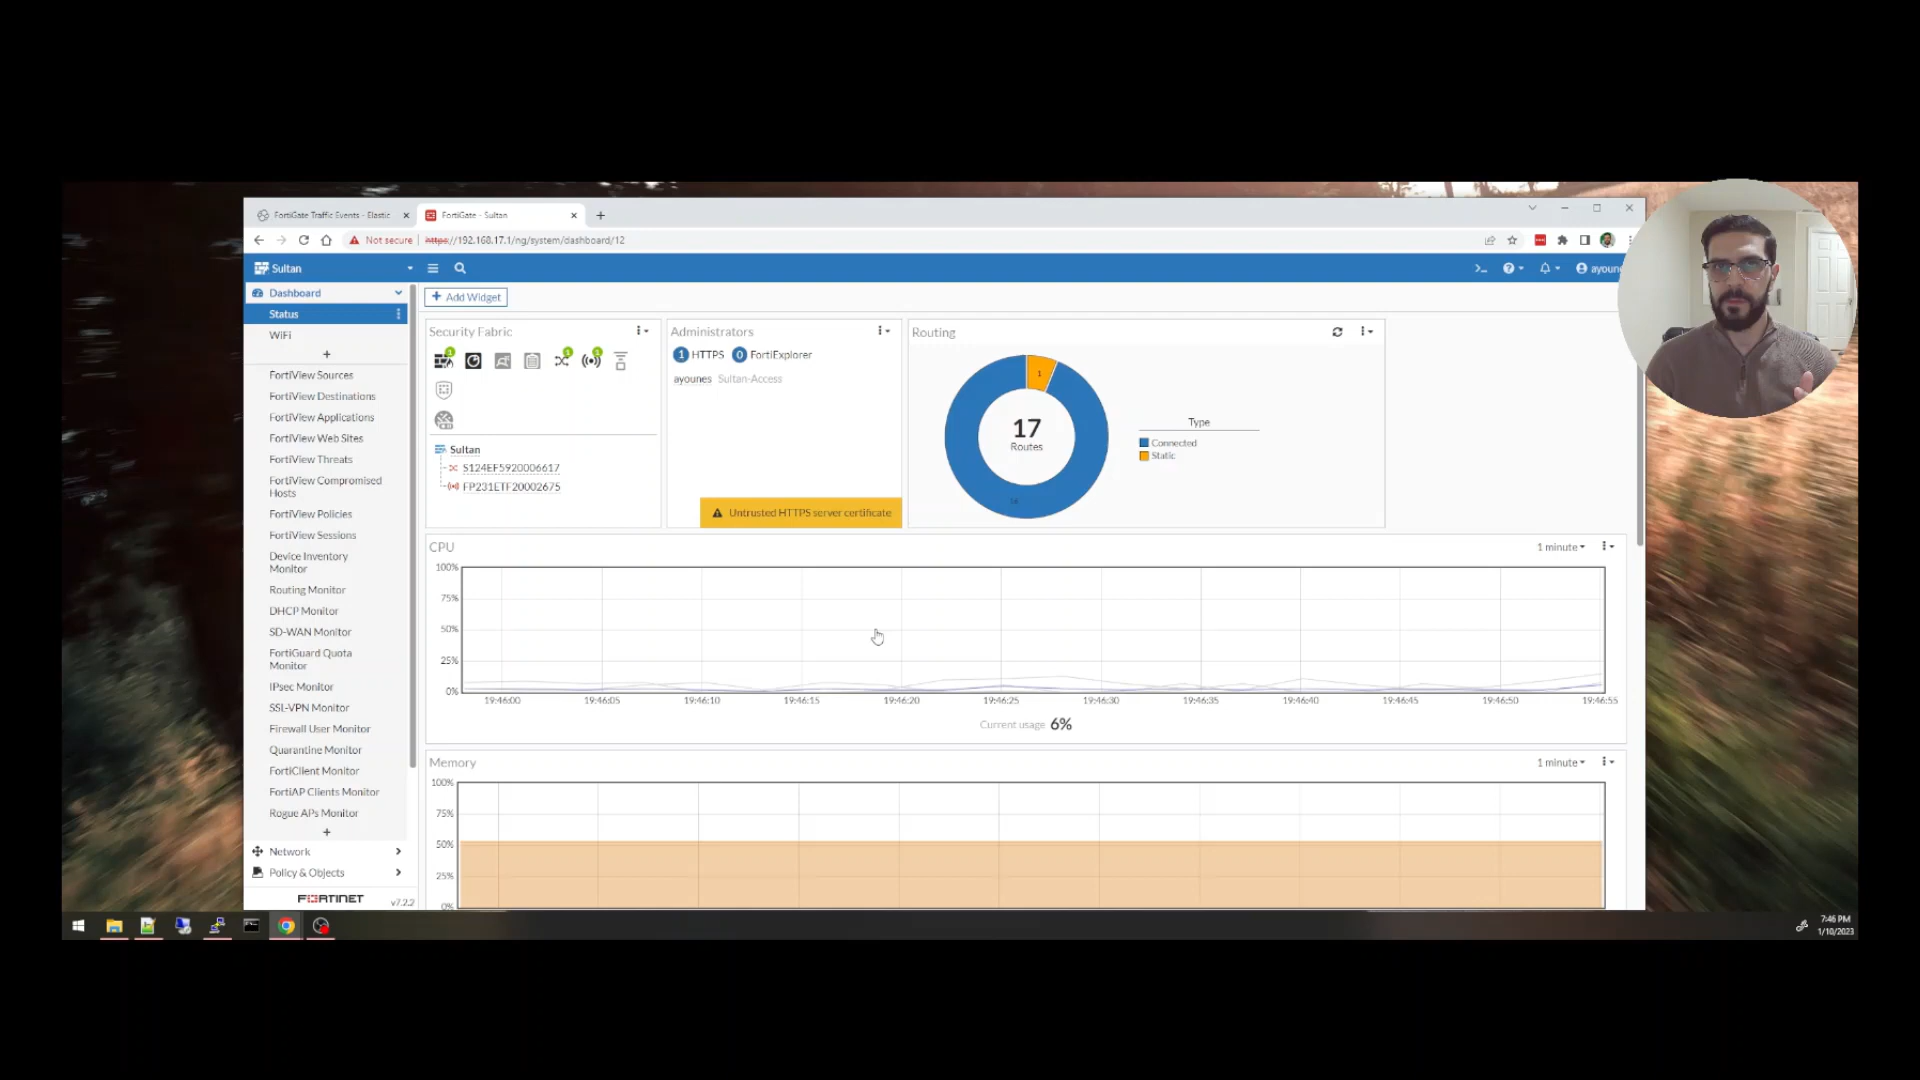 FortiGate Traffic Events - Elastic
FortiGate - Sultan
Not secure
https://192.168.17.1/ng/system/dashboard/12
Sultan
ayoun
Dashboard
Status
WiFi
FortiView Sources
FortiView Destinations
FortiView Applications
FortiView Web Sites
FortiView Threats
FortiView Compromised
Hosts
FortiView Policies
FortiView Sessions
Device Inventory
Monitor
Routing Monitor
DHCP Monitor
SD-WAN Monitor
FortiGuard Quota
Monitor
IPsec Monitor
SSL-VPN Monitor
Firewall User Monitor
Quarantine Monitor
FortiClient Monitor
FortiAP Clients Monitor
Rogue APs Monitor
Network
Policy & Objects
FORTINET
v7.2.2
+ Add Widget
Security Fabric
Sultan
S124EF5920006617
FP231ETF20002675
Administrators
1 HTTPS 0 FortiExplorer
ayounes Sultan-Access
Untrusted HTTPS server certificate
Routing
1
17
Routes
16
Type
Connected
Static
CPU
1 minute
100%
75%
50%
25%
0%
19:46:00 19:46:05 19:46:10 19:46:15 19:46:20 19:46:25 19:46:30 19:46:35 19:46:40 19:46:45 19:46:50 19:46:55
Current usage 6%
Memory
1 minute
100%
75%
50%
25%
0%
7:46 PM
1/10/2023